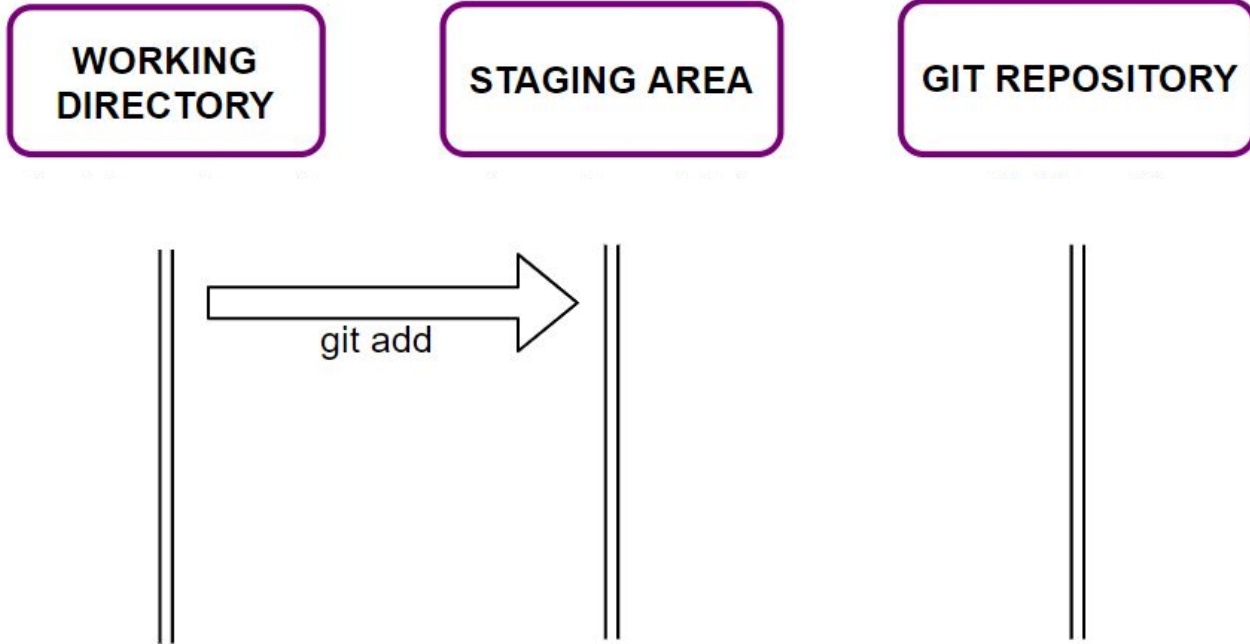 WORKING
DIRECTORY
STAGING AREA
GIT REPOSITORY
git add